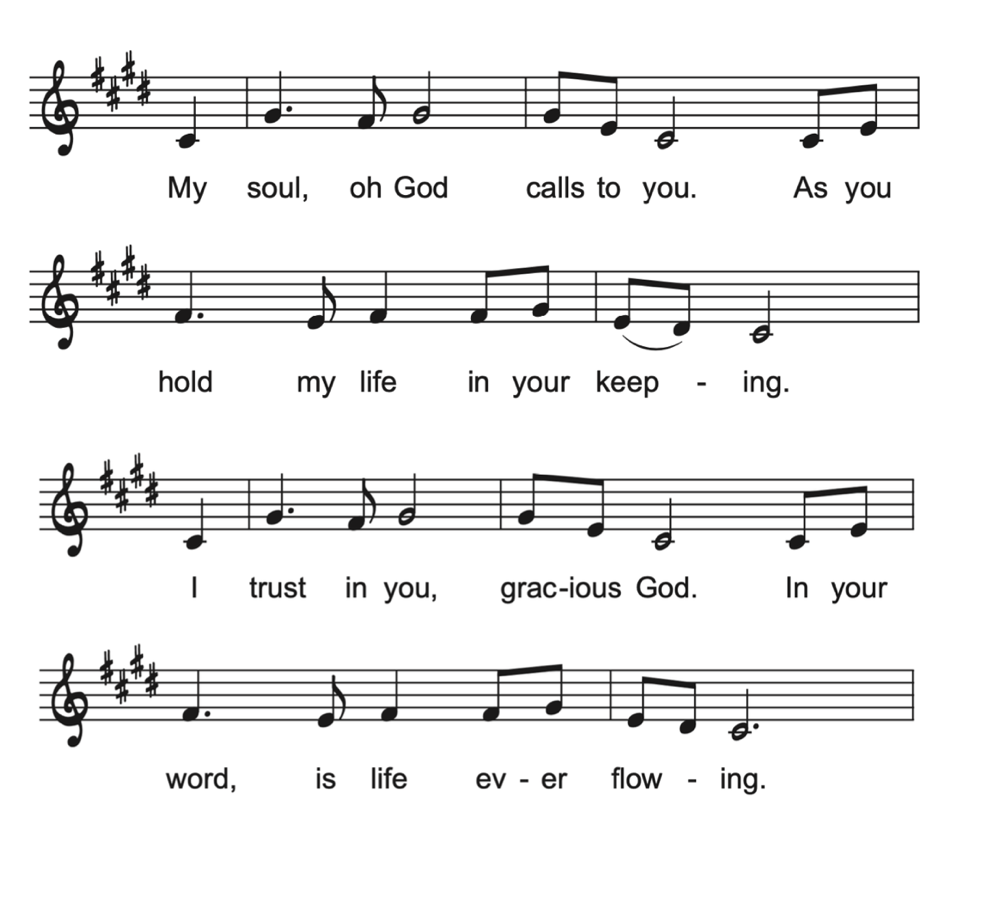 My soul, oh God calls to you. As you
hold my life in your keep - ing.
I trust in you, grac-ious God. In your
word, is life ev - er flow - ing.